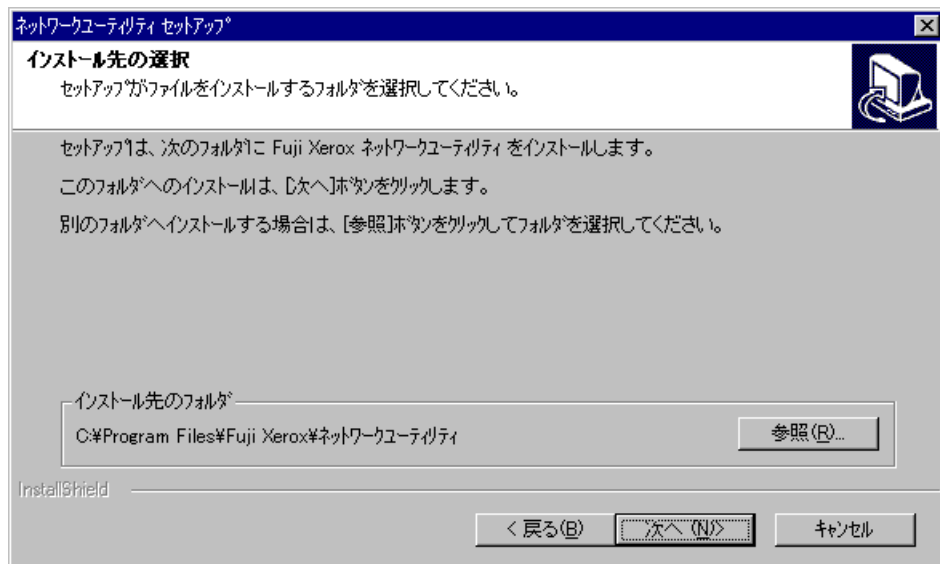 ネットワークユーティリティ セットアップ
インストール先の選択
セットアップがファイルをインストールするフォルダを選択してください。
セットアップは、次のフォルダに Fuji Xerox ネットワークユーティリティ をインストールします。
このフォルダへのインストールは、[次へ]ボタンをクリックします。
別のフォルダへインストールする場合は、[参照]ボタンをクリックしてフォルダを選択してください。
インストール先のフォルダ
C:¥Program Files¥Fuji Xerox¥ネットワークユーティリティ
参照(R)...
InstallShield
< 戻る(B)
次へ (N)>
キャンセル